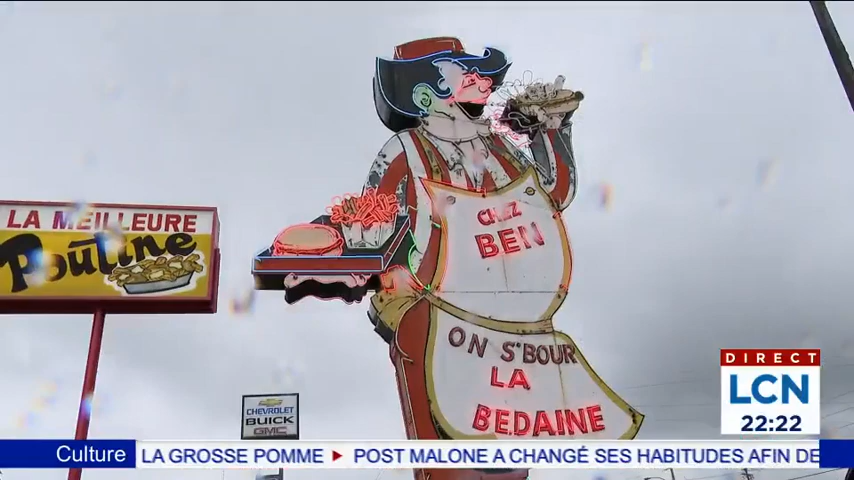 LA MEILLEURE
Poutine
CHEZ
BEN
ON S'BOUR
LA
BEDAINE
CHEVROLET
BUICK
GMC
DIRECT
LCN
22:22
Culture
LA GROSSE POMME ▶ POST MALONE A CHANGÉ SES HABITUDES AFIN DE